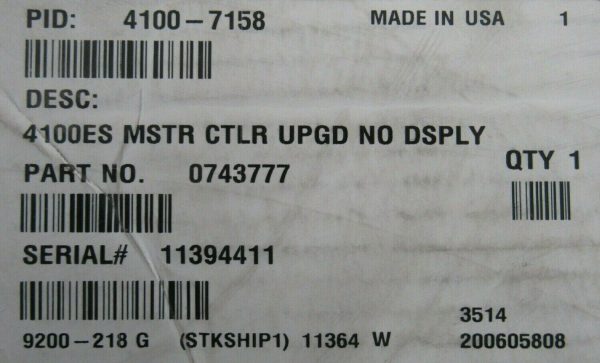 PID: 4100-7158 MADE IN USA 1
DESC:
4100ES MSTR CTLR UPGD NO DSPLY
PART NO. 0743777 QTY 1
SERIAL# 11394411
3514
9200-218 G (STKSHIP1) 11364 W 200605808